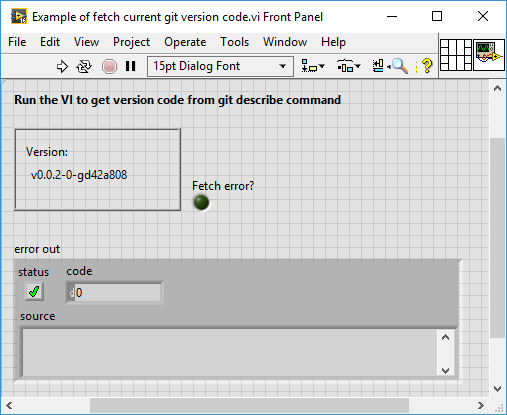 Example of fetch current git version code.vi Front Panel
File Edit View Project Operate Tools Window Help
15pt Dialog Font
Run the VI to get version code from git describe command
Version:
v0.0.2-0-gd42a808
Fetch error?
error out
status code
d0
source